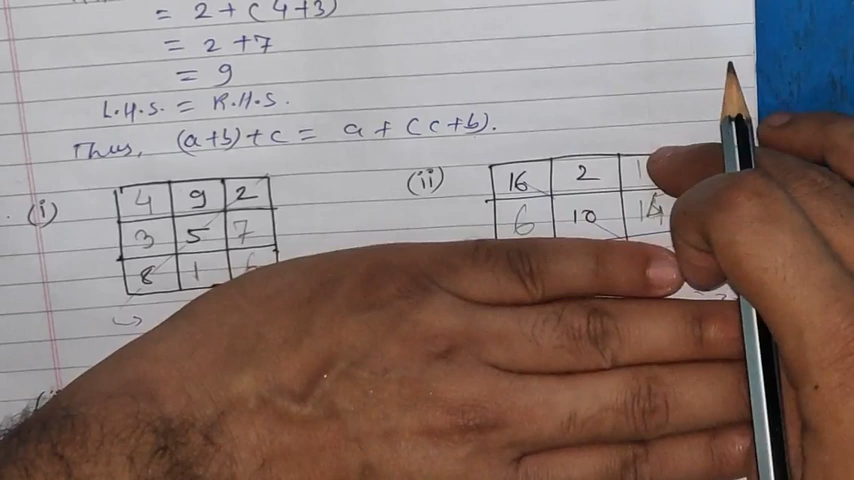 = 2 + (4+3)
= 2 + 7
= 9
L.H.S. = R.H.S.
Thus, (a+b)+c = a + (c+b).
(i) 4 9 2 (ii) 16 2
3 5 7 6 10 14
8 1